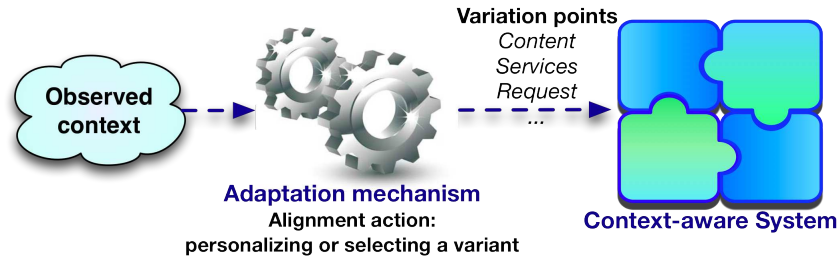 Observed
context
Adaptation mechanism
Alignment action:
personalizing or selecting a variant
Variation points
Content
Services
Request
...
Context-aware System